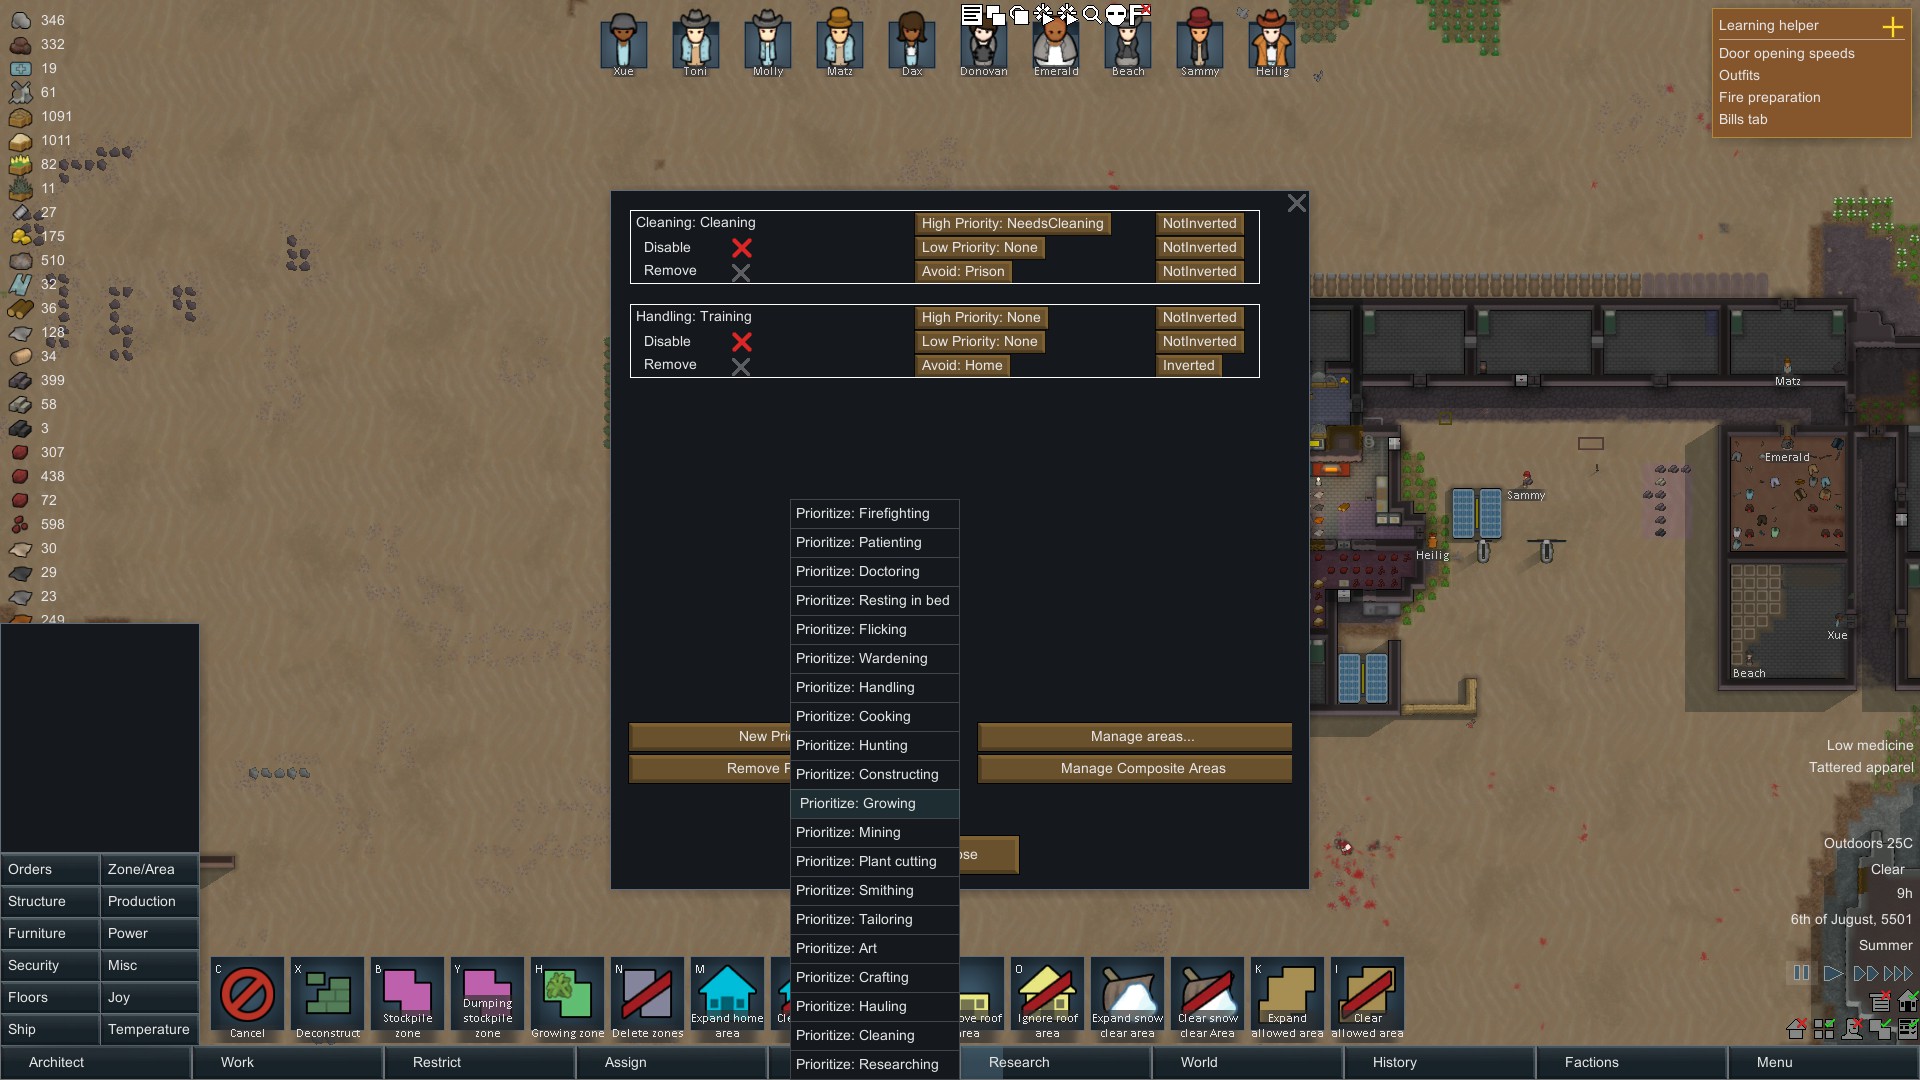 346
332
19
61
1091
1011
82
11
27
175
510
32
36
128
34
399
58
3
307
438
72
598
30
29
23
249
Xue
Toni
Molly
Matz
Dax
Donovan
Emerald
Beach
Sammy
Heilig
Learning helper
Door opening speeds
Outfits
Fire preparation
Bills tab
Cleaning: Cleaning
High Priority: NeedsCleaning
NotInverted
Disable
Low Priority: None
NotInverted
Remove
Avoid: Prison
NotInverted
Handling: Training
High Priority: None
NotInverted
Disable
Low Priority: None
NotInverted
Remove
Avoid: Home
Inverted
Prioritize: Firefighting
Prioritize: Patienting
Prioritize: Doctoring
Prioritize: Resting in bed
Prioritize: Flicking
Prioritize: Wardening
Prioritize: Handling
Prioritize: Cooking
Prioritize: Hunting
Prioritize: Constructing
Prioritize: Growing
Prioritize: Mining
Prioritize: Plant cutting
Prioritize: Smithing
Prioritize: Tailoring
Prioritize: Art
Prioritize: Crafting
Prioritize: Hauling
Prioritize: Cleaning
Prioritize: Researching
New Prio
Remove P
Manage areas...
Manage Composite Areas
ose
Matz
Emerald
Sammy
Heilig
Xue
Beach
Low medicine
Tattered apparel
Outdoors 25C
Clear
9h
6th of Jugust, 5501
Summer
Orders
Zone/Area
Structure
Production
Furniture
Power
Security
Misc
Floors
Joy
Ship
Temperature
C
Cancel
X
Deconstruct
B
Stockpile
zone
Y
Dumping
stockpile
zone
H
Growing zone
N
Delete zones
M
Expand home
area
Cle
ove roof
area
O
Ignore roof
area
Expand snow
clear area
Clear snow
clear Area
K
Expand
allowed area
I
Clear
allowed area
Architect
Work
Restrict
Assign
Research
World
History
Factions
Menu